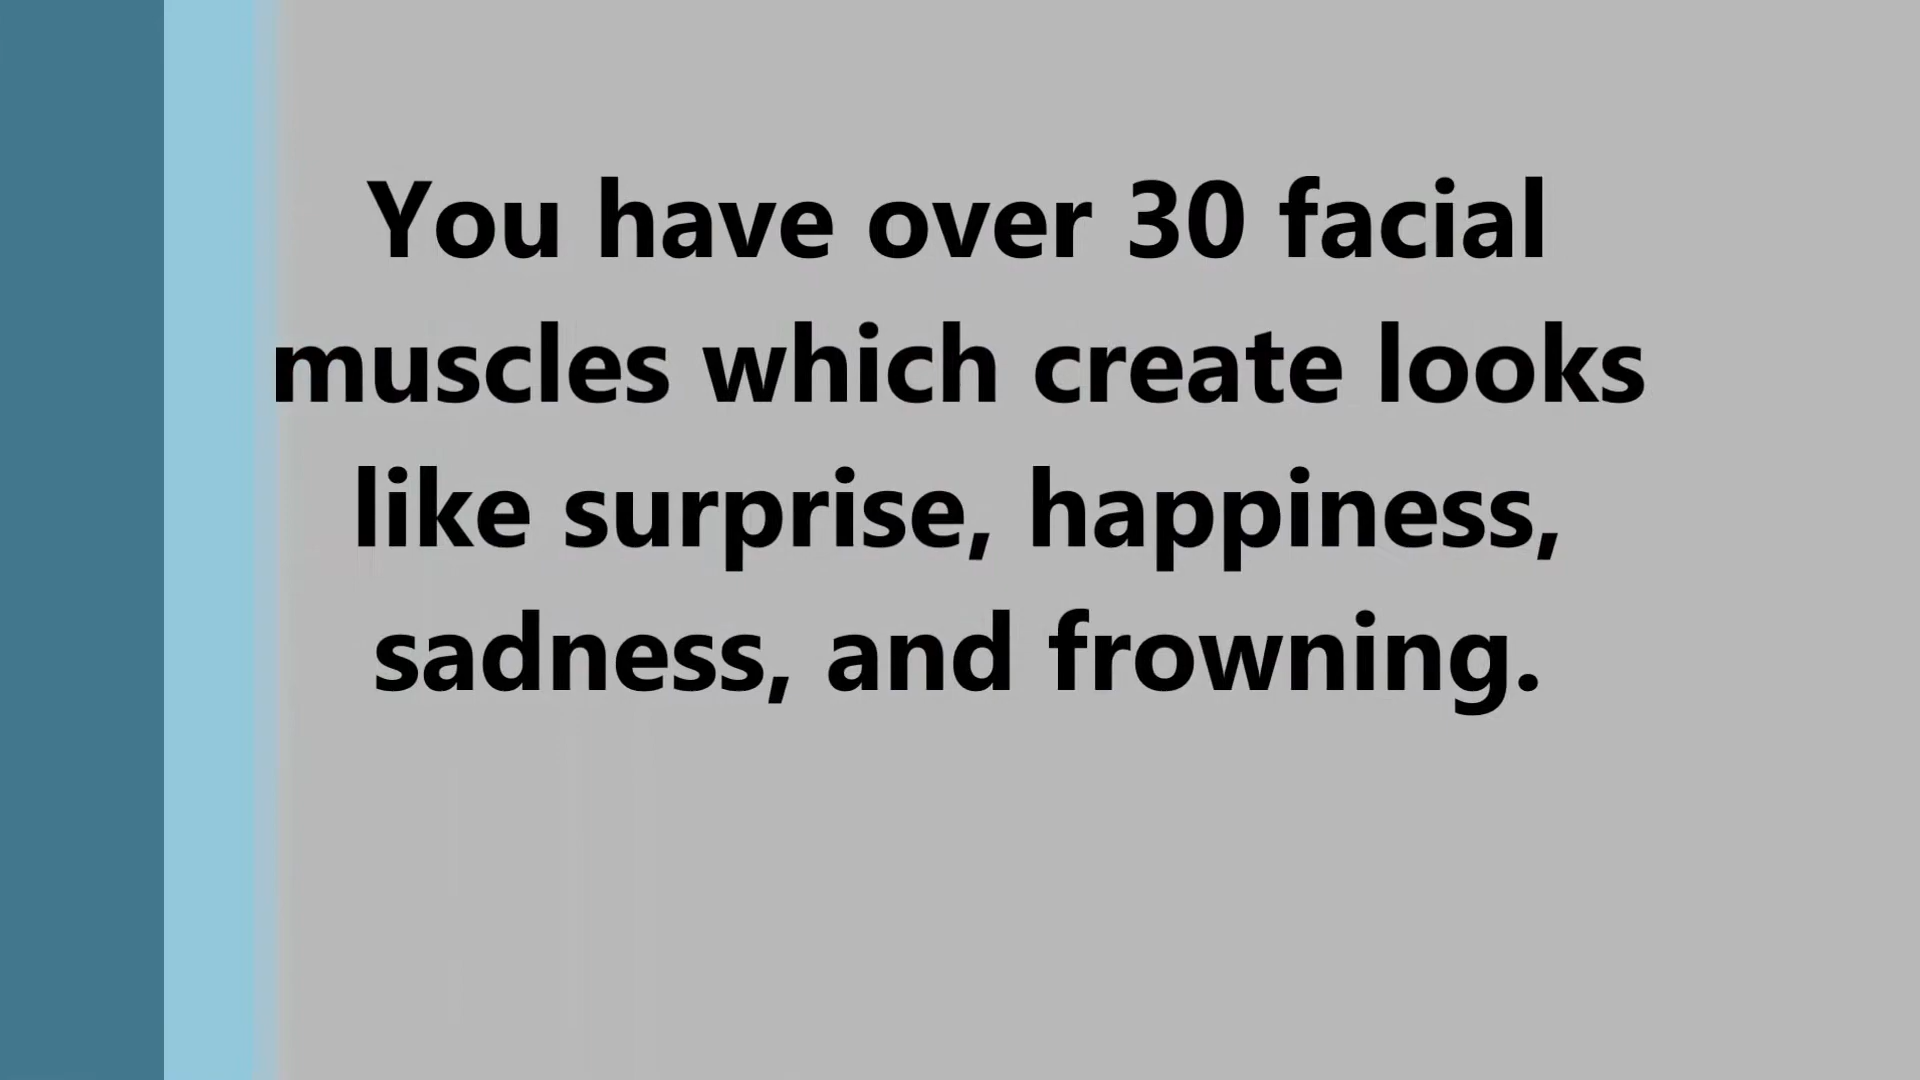 You have over 30 facial
muscles which create looks
like surprise, happiness,
sadness, and frowning.